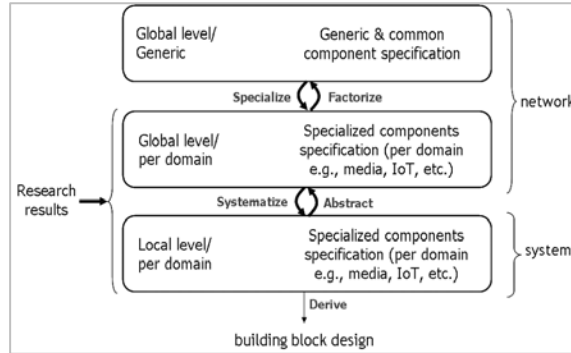 Global level/
Generic
Generic & common
component specification
Specialize
Factorize
network
Global level/
per domain
Specialized components
specification (per domain
e.g., media, IoT, etc.)
Research
results
Systematize
Abstract
Local level/
per domain
Specialized components
specification (per domain
e.g., media, IoT, etc.)
system
Derive
building block design